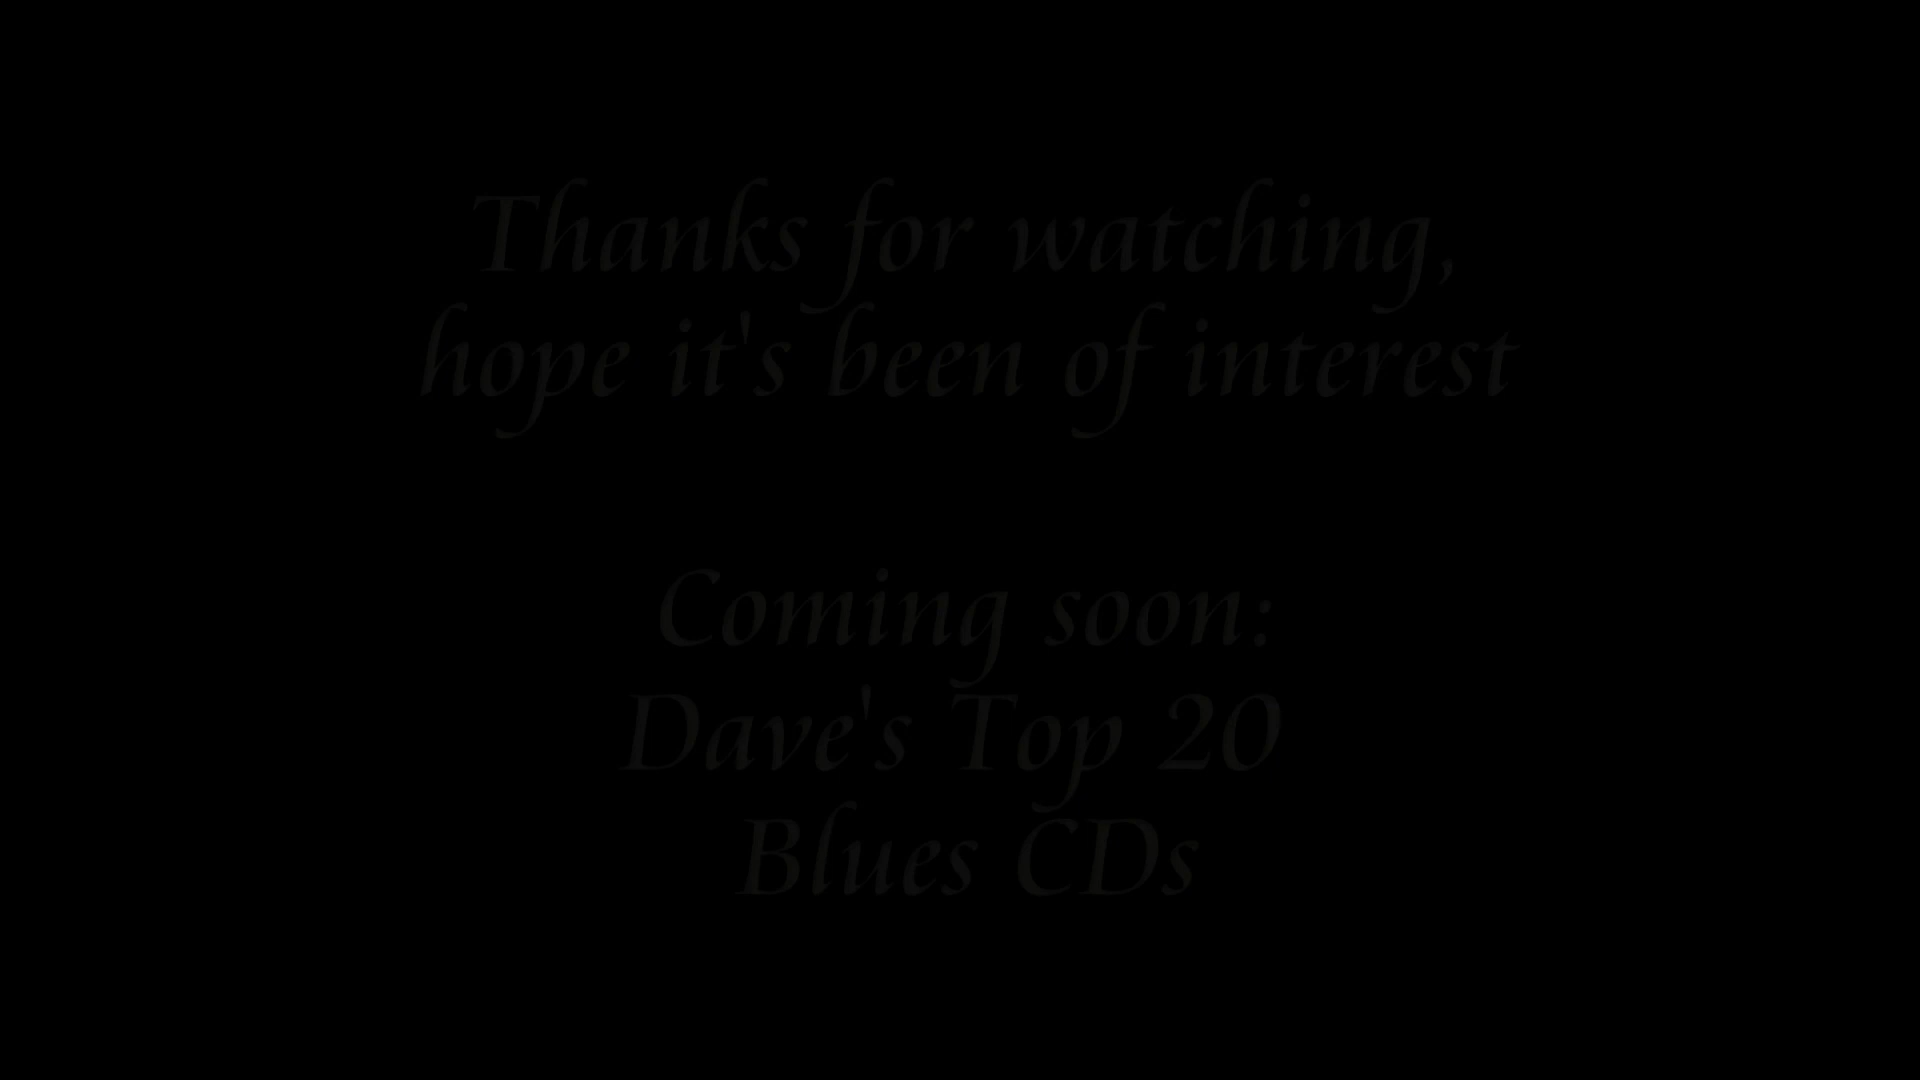 Thanks for watching,
hope it's been of interest
Coming soon:
Dave's Top 20
Blues CDs